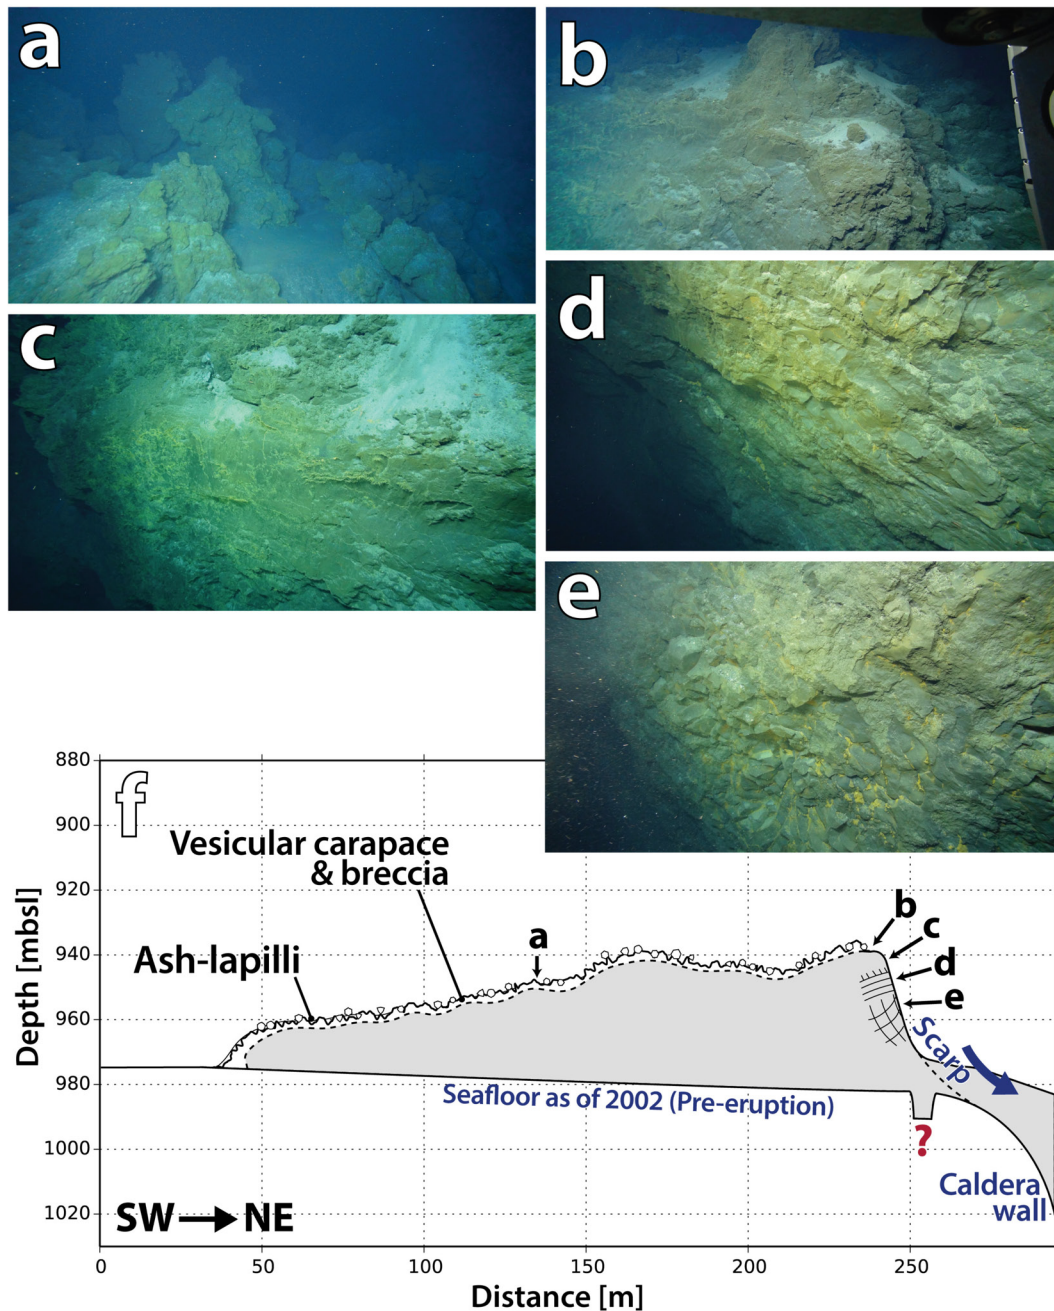 a
b
c
d
e
f
880
900
920
940
960
980
1000
1020
Depth [mbsl]
Vesicular carapace
& breccia
Ash-lapilli
a
b
c
d
e
Scarp
Seafloor as of 2002 (Pre-eruption)
?
Caldera
wall
SW
NE
0
50
100
150
200
250
Distance [m]